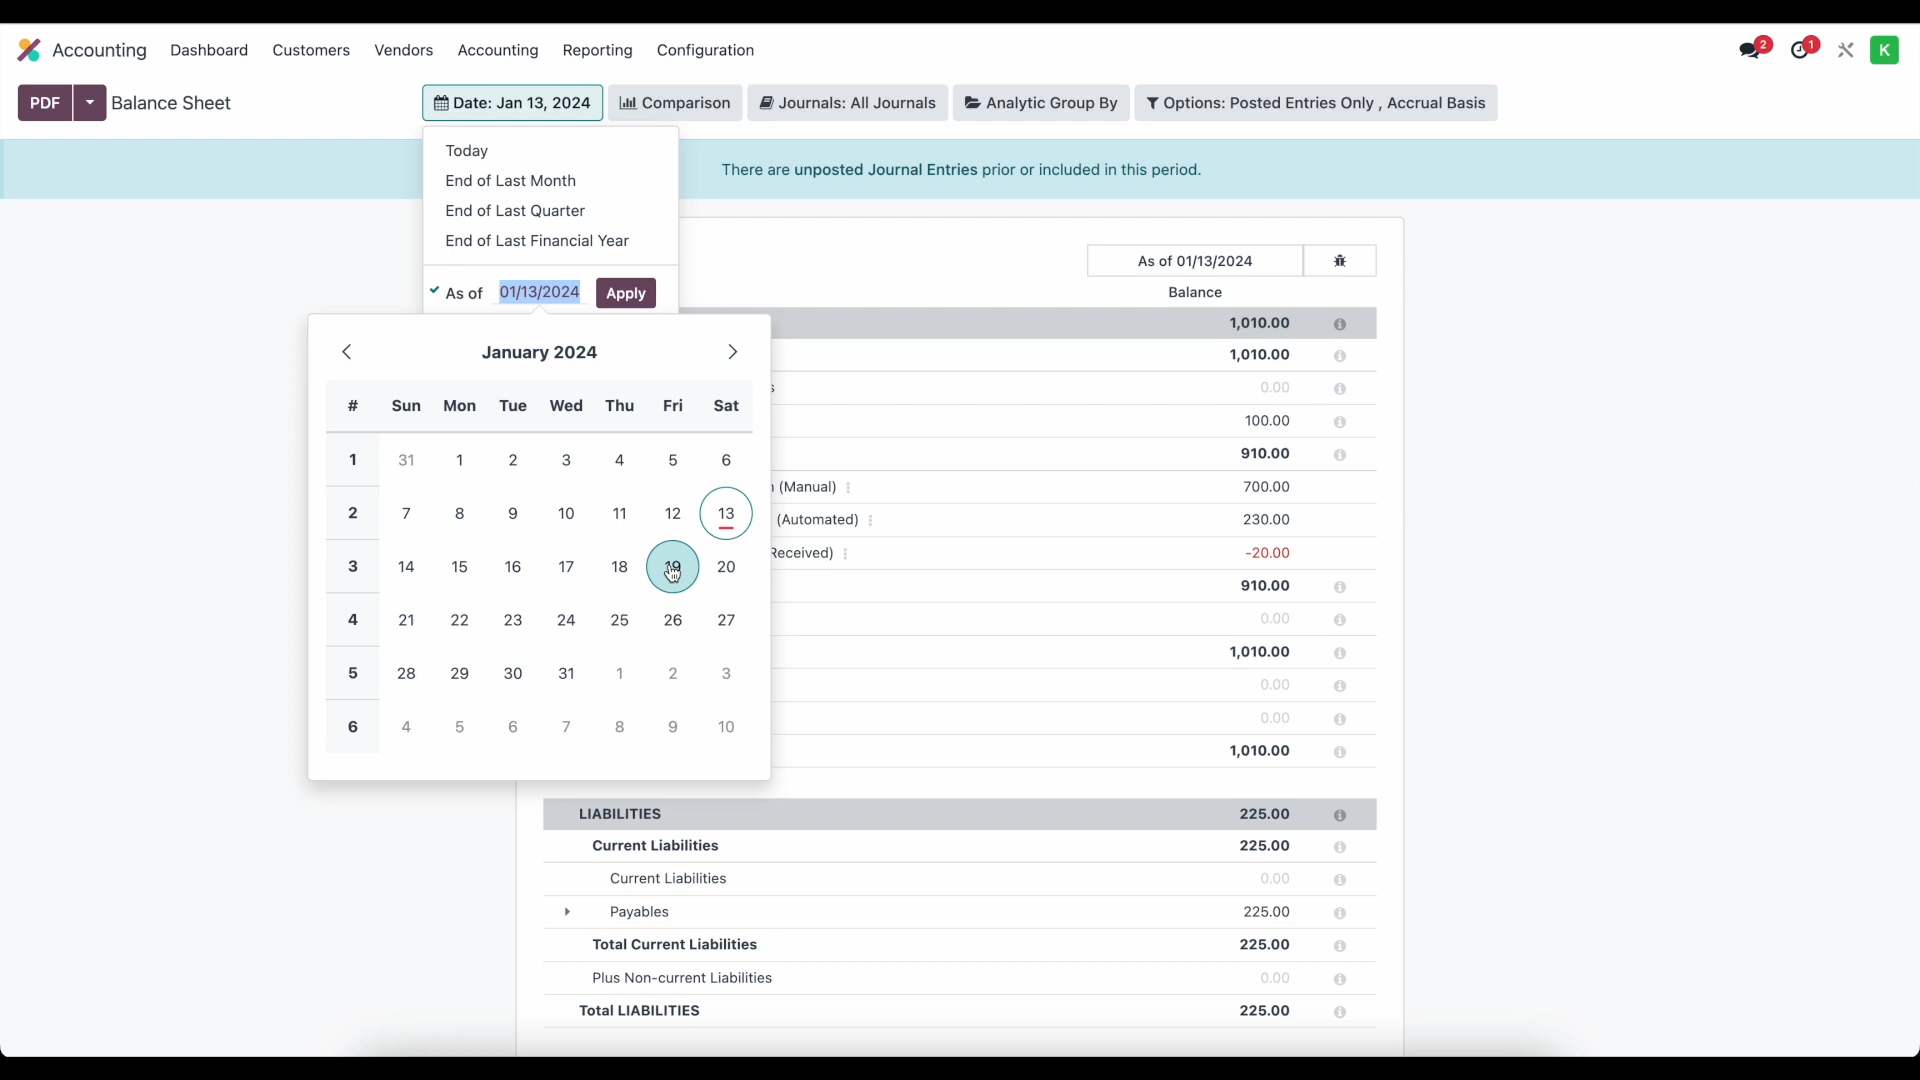 Accounting Dashboard Customers Vendors Accounting Reporting Configuration 2 1 K
PDF Balance Sheet Date: Jan 13, 2024 Comparison Journals: All Journals Analytic Group By Options: Posted Entries Only , Accrual Basis
Today
There are unposted Journal Entries prior or included in this period.
End of Last Month
End of Last Quarter
End of Last Financial Year
As of 01/13/2024
As of 01/13/2024 Apply
Balance
1,010.00
January 2024
1,010.00
0.00
# Sun Mon Tue Wed Thu Fri Sat
100.00
910.00
1 31 1 2 3 4 5 6
(Manual) 700.00
2 7 8 9 10 11 12 13
(Automated) 230.00
Received) -20.00
3 14 15 16 17 18 19 20
910.00
4 21 22 23 24 25 26 27
0.00
1,010.00
5 28 29 30 31 1 2 3
0.00
0.00
6 4 5 6 7 8 9 10
1,010.00
LIABILITIES 225.00
Current Liabilities 225.00
Current Liabilities 0.00
Payables 225.00
Total Current Liabilities 225.00
Plus Non-current Liabilities 0.00
Total LIABILITIES 225.00